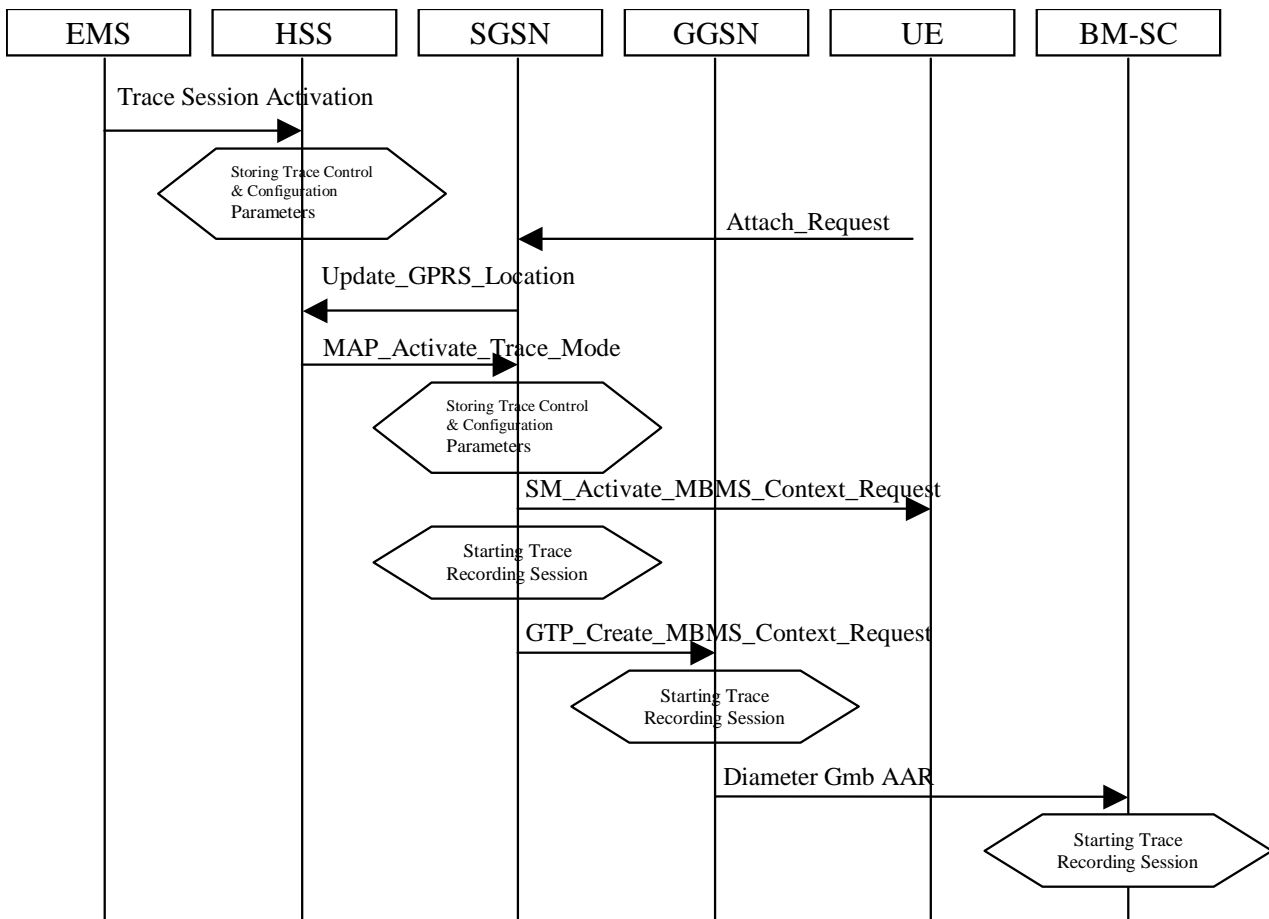 EMS
HSS
SGSN
GGSN
UE
BM-SC
Trace Session Activation
Storing Trace Control
& Configuration
Parameters
Attach_Request
Update_GPRS_Location
MAP_Activate_Trace_Mode
Storing Trace Control
& Configuration
Parameters
SM_Activate_MBMS_Context_Request
Starting Trace
Recording Session
GTP_Create_MBMS_Context_Request
Starting Trace
Recording Session
Diameter Gmb AAR
Starting Trace
Recording Session